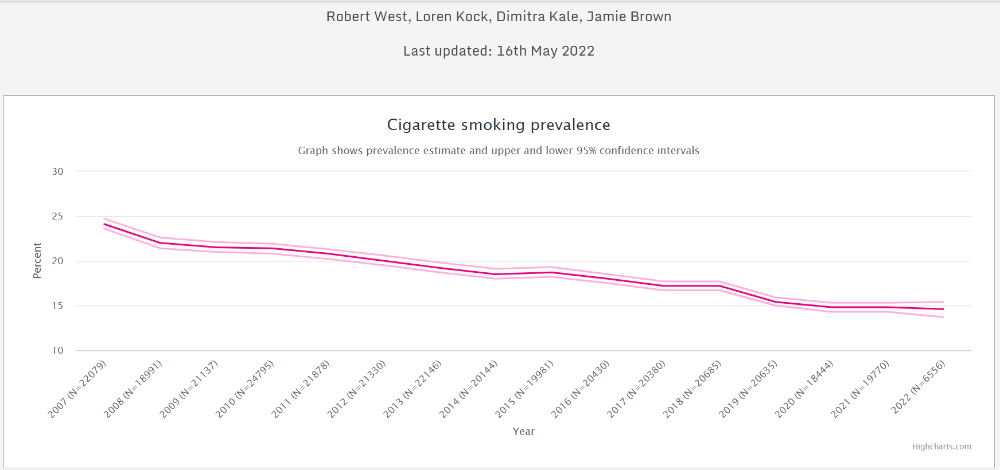 Robert West, Loren Kock, Dimitra Kale, Jamie Brown
Last updated: 16th May 2022
Cigarette smoking prevalence
Graph shows prevalence estimate and upper and lower 95% confidence intervals
30
25
20
15
10
Percent
2007 (N=22079)
2008 (N=18991)
2009 (N=21137)
2010 (N=24795)
2011 (N=21878)
2012 (N=21330)
2013 (N=22146)
2014 (N=20144)
2015 (N=19981)
2016 (N=20430)
2017 (N=20380)
2018 (N=20685)
2019 (N=20635)
2020 (N=18444)
2021 (N=19770)
2022 (N=6556)
Year
Highcharts.com